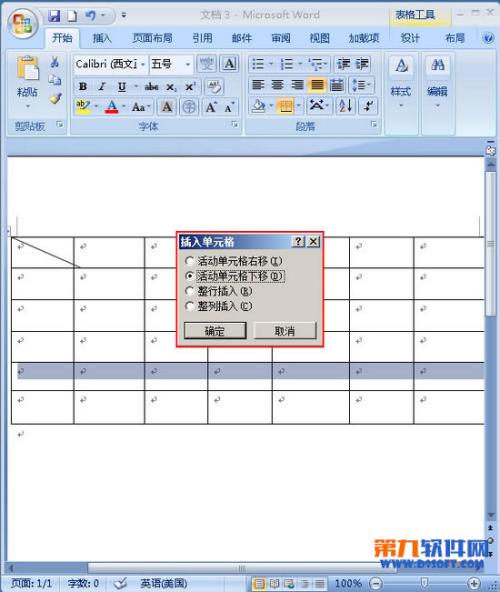 文档 3 - Microsoft Word
表格工具
开始 插入 页面布局 引用 邮件 审阅 视图 加载项 设计 布局
Calibri (西文正 五号
粘贴
样式
编辑
剪贴板 字体 段落
插入单元格
活动单元格右移(I)
活动单元格下移(D)
整行插入(R)
整列插入(C)
确定 取消
第九软件网
WWW.D9SOFT.COM
页面: 1/1 字数: 0 英语(美国) 100%